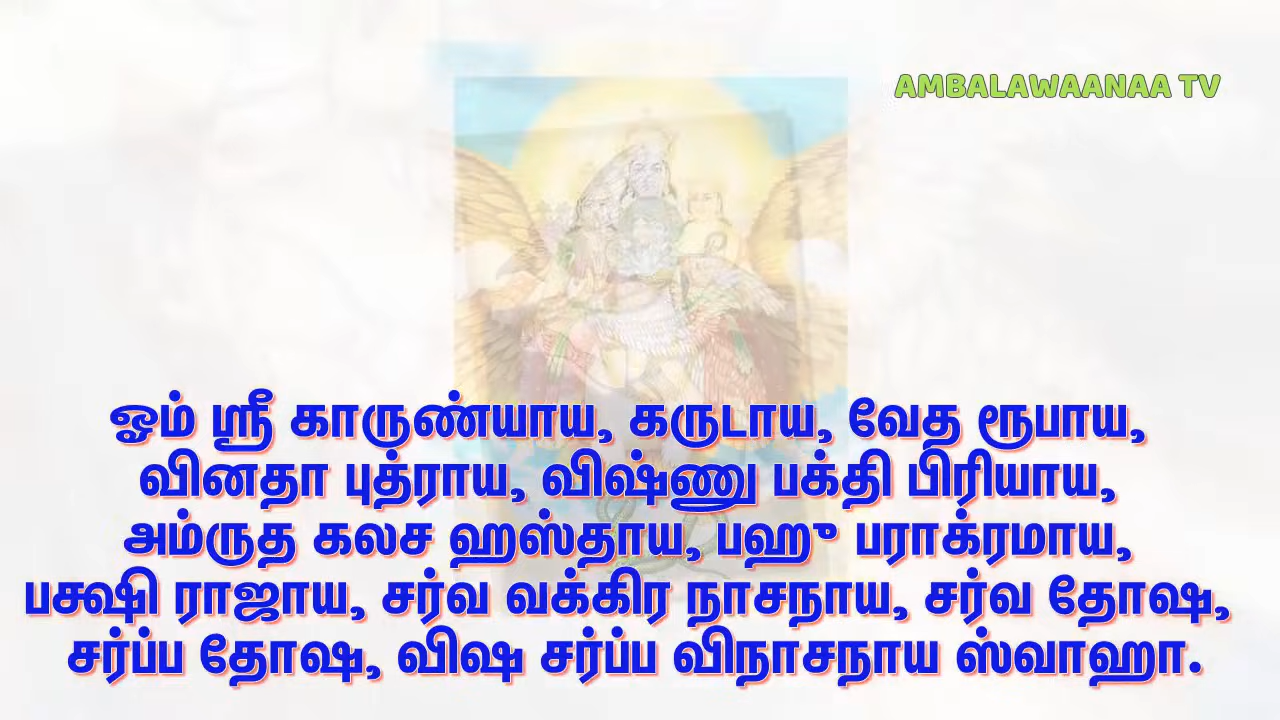 AMBALAWAANAA TV
ஓம் ஸ்ரீ காருண்யாய, கருடாய, வேத ரூபாய,
வினதா புத்ராய, விஷ்ணு பக்தி பிரியாய,
அம்ருத கலச ஹஸ்தாய, பஹு பராக்ரமாய,
பக்ஷி ராஜாய, சர்வ வக்கிர நாசநாய, சர்வ தோஷ,
சர்ப்ப தோஷ, விஷ சர்ப்ப விநாசநாய ஸ்வாஹா.